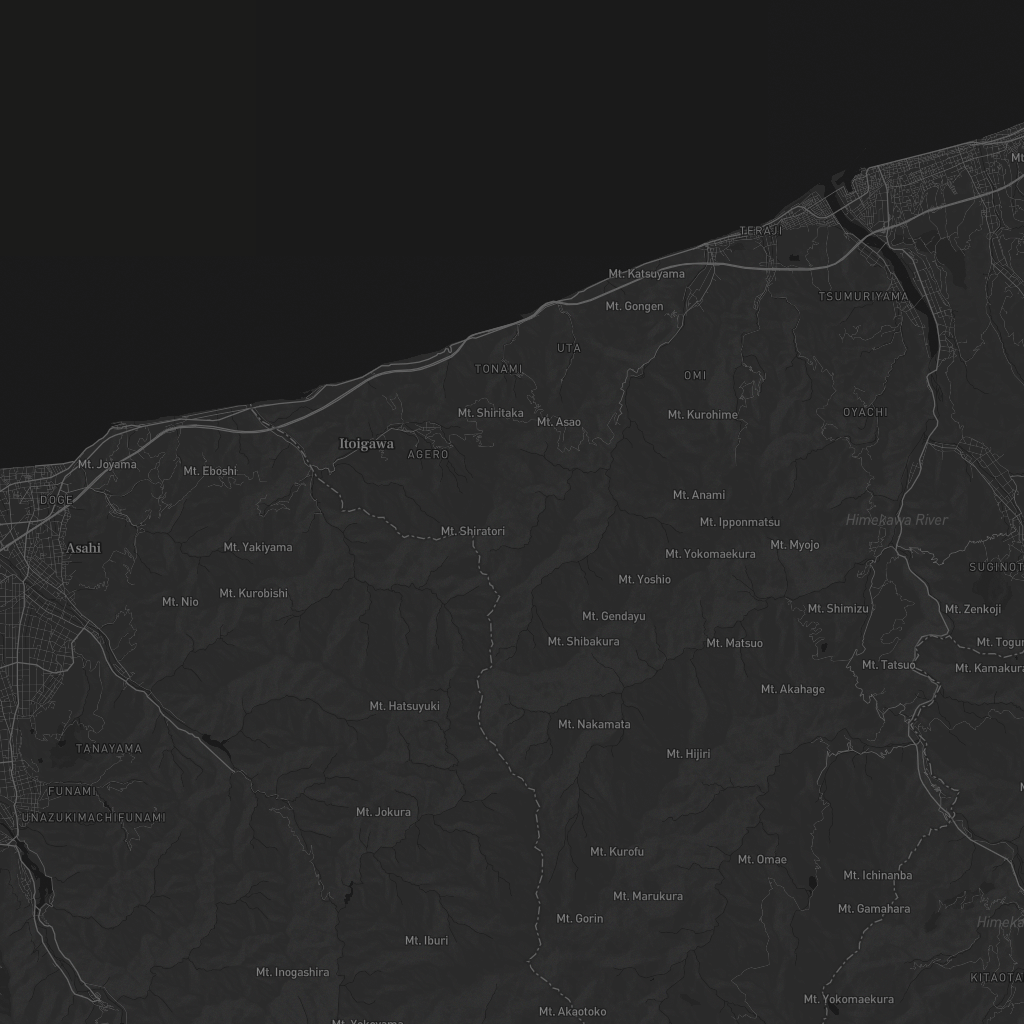 Mt.
TERAJI
Mt. Katsuyama
TSUMURIYAMA
Mt. Gongen
UTA
TONAMI
OMI
Mt. Shiritaka
Mt. Asao
Mt. Kurohime
OYACHI
Itoigawa
AGERO
Mt. Joyama
Mt. Eboshi
DOGE
Mt. Anami
Mt. Ipponmatsu
Himekawa River
Mt. Shiratori
Asahi
Mt. Yakiyama
Mt. Yokomaekura
Mt. Myojo
SUGINOT
Mt. Yoshio
Mt. Kurobishi
Mt. Nio
Mt. Gendayu
Mt. Shimizu
Mt. Zenkoji
Mt. Shibakura
Mt. Matsuo
Mt. Togur
Mt. Tatsuo
Mt. Kamakura
Mt. Akahage
Mt. Hatsuyuki
Mt. Nakamata
TANAYAMA
Mt. Hijiri
FUNAMI
Mt. Jokura
UNAZUKIMACHIFUNAMI
Mt. Kurofu
Mt. Omae
Mt. Ichinanba
Mt. Marukura
Mt. Gamahara
Mt. Gorin
Himeka
Mt. Iburi
Mt. Inogashira
KITAOTA
Mt. Yokomaekura
Mt. Akaotoko